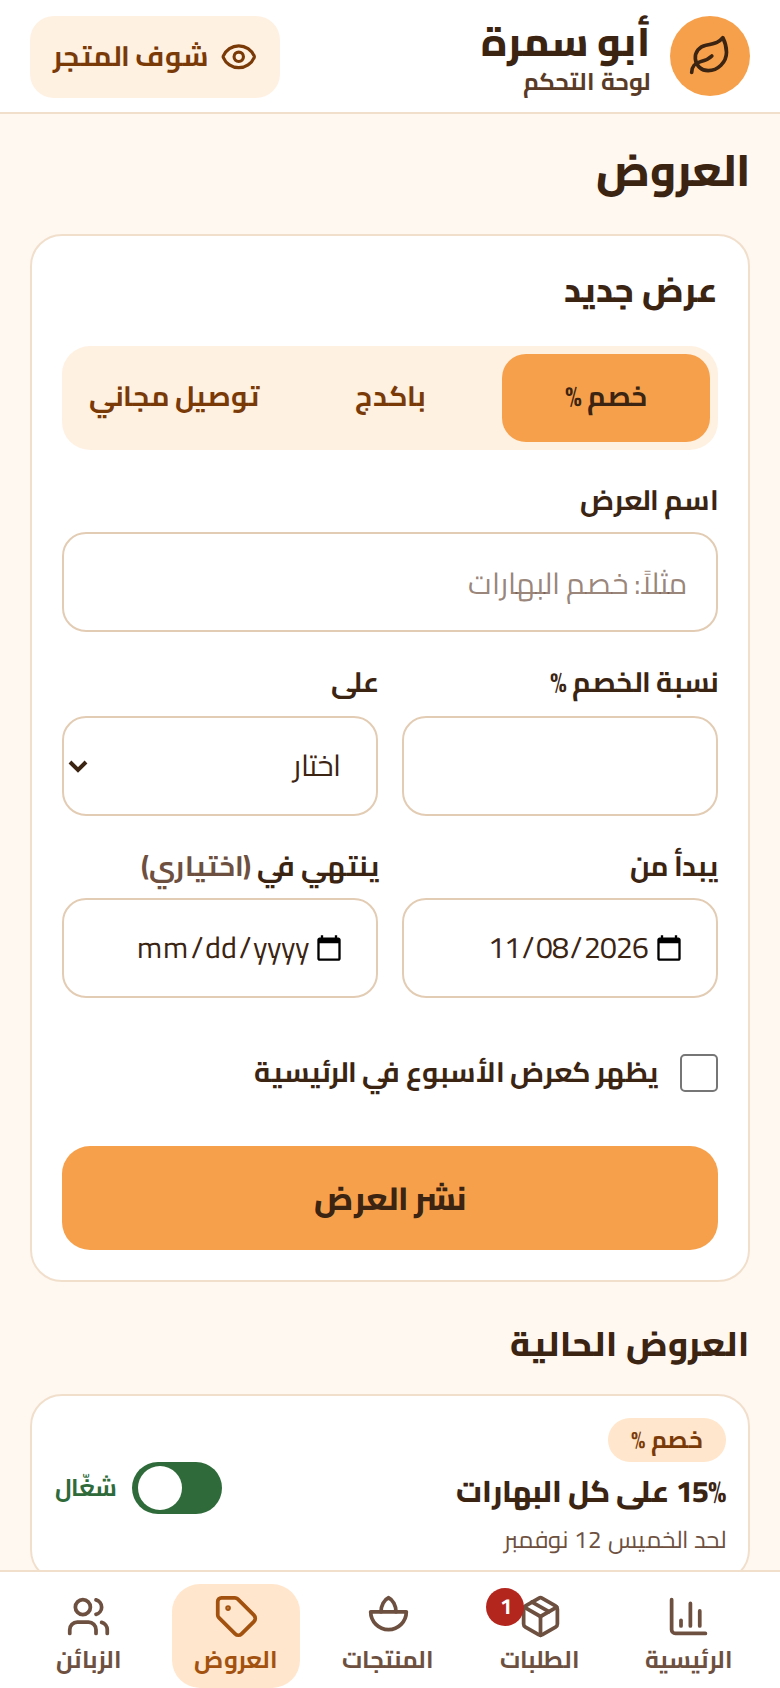 أبو سمرة
لوحة التحكم
شوف المتجر
العروض
عرض جديد
خصم %
باكدج
توصيل مجاني
اسم العرض
مثلاً: خصم البهارات
نسبة الخصم %
على
اختار
يبدأ من
ينتهي في (اختياري)
11/08/2026
mm/dd/yyyy
يظهر كعرض الأسبوع في الرئيسية
نشر العرض
العروض الحالية
خصم %
15% على كل البهارات
لحد الخميس 12 نوفمبر
شغّال
الرئيسية
1
الطلبات
المنتجات
العروض
الزبائن